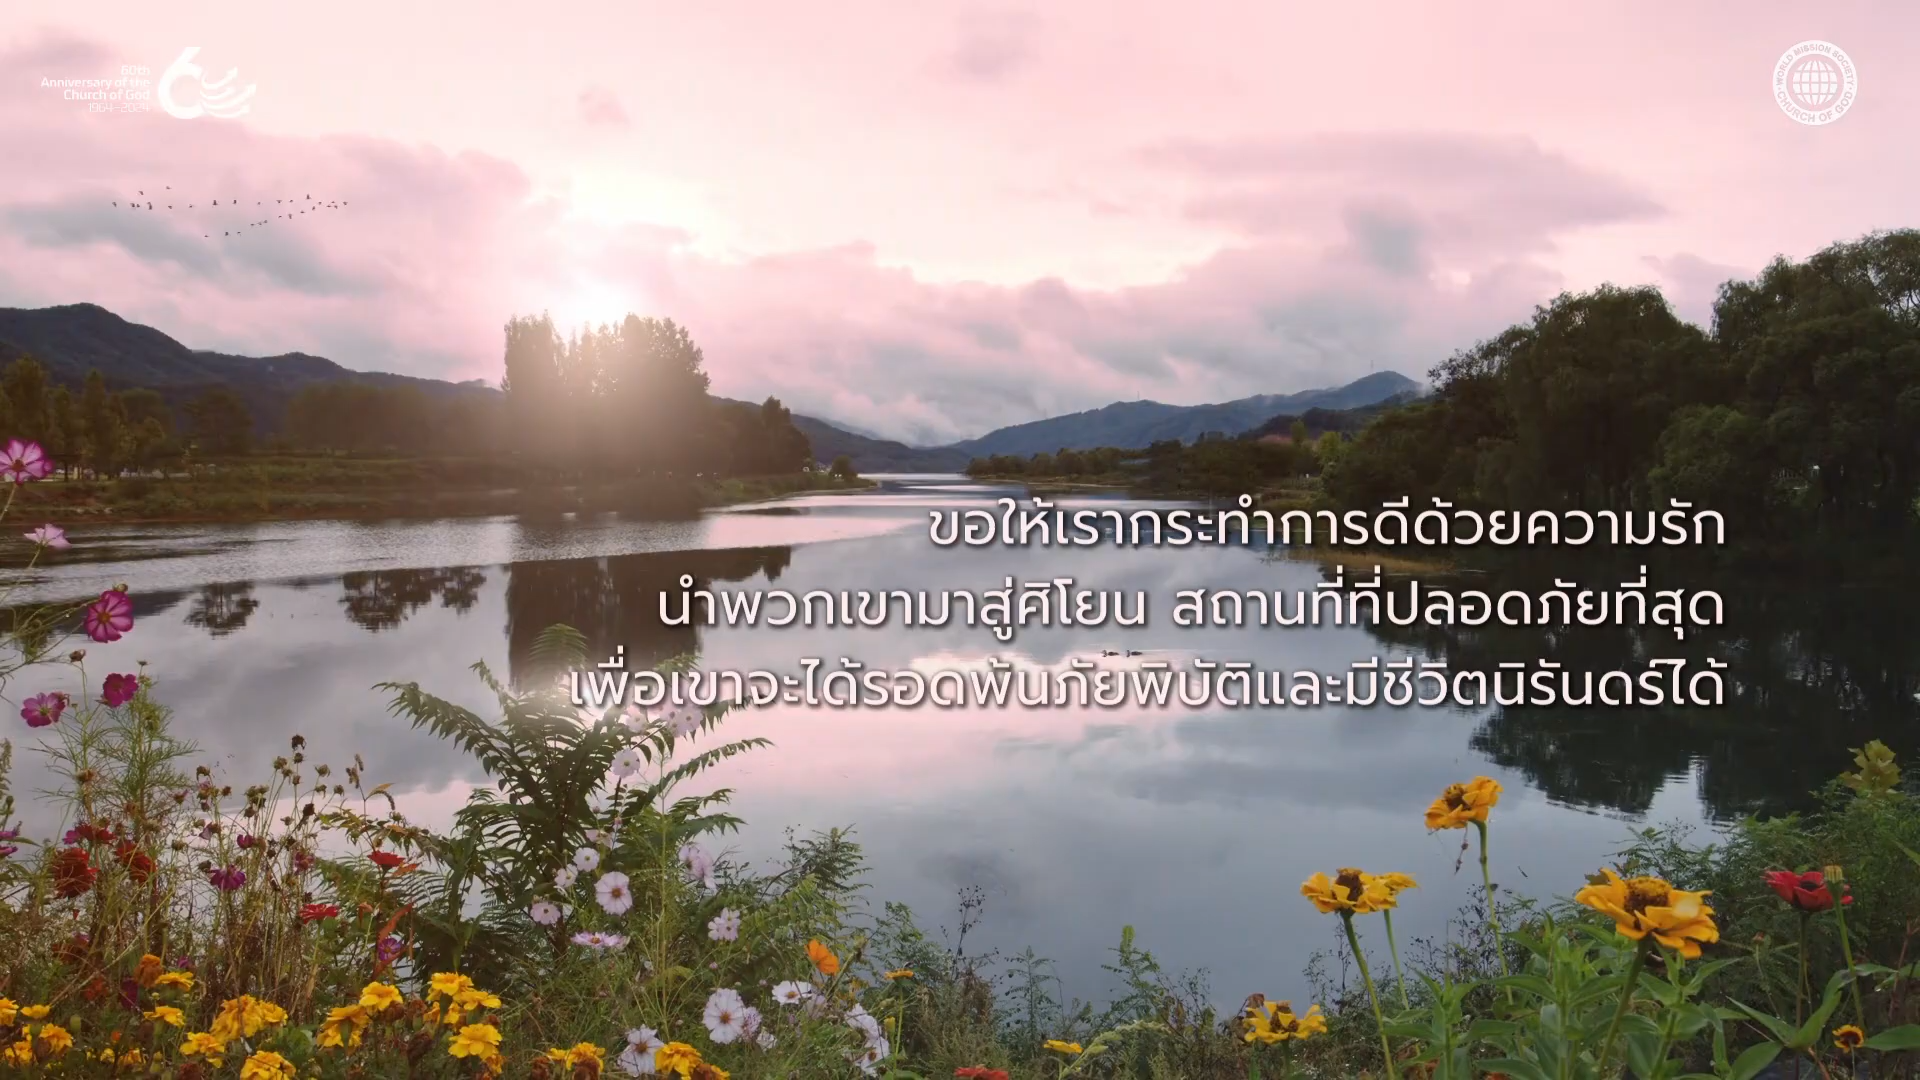 60th
Anniversary of the
Church of God
1964-2024
WORLD MISSION SOCIETY
CHURCH OF GOD
ขอให้เรากระทำการดีด้วยความรัก
นำพวกเขามาสู่ศิโยน สถานที่ที่ปลอดภัยที่สุด
เพื่อเขาจะได้รอดพ้นภัยพิบัติและมีชีวิตนิรันดร์ได้